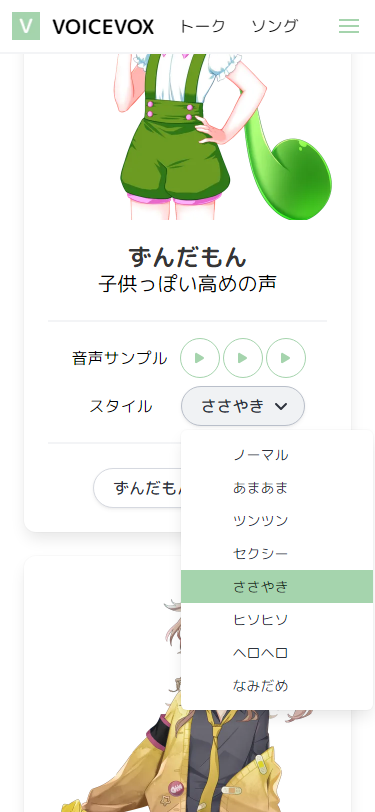 V VOICEVOX トーク ソング
ずんだもん
子供っぽい高めの声
音声サンプル
スタイル ささやき
ずんだもん
ノーマル
あまあま
ツンツン
セクシー
ささやき
ヒソヒソ
ヘロヘロ
なみだめ